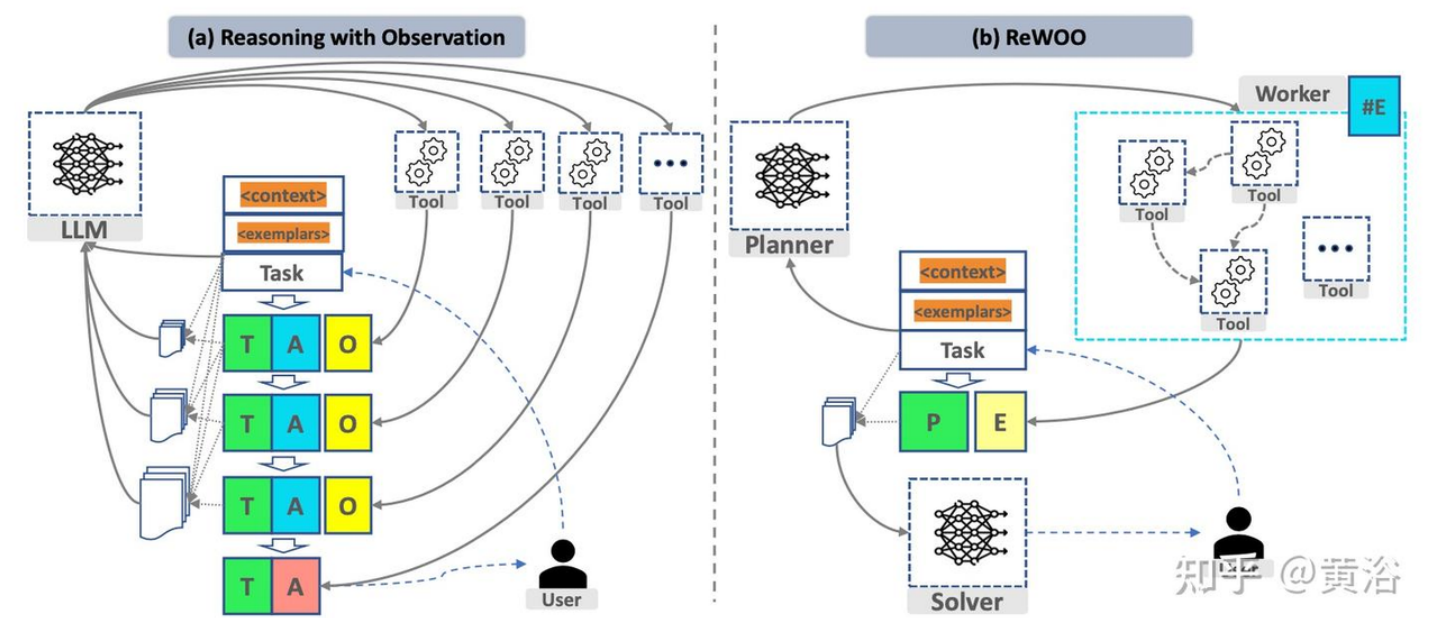 (a) Reasoning with Observation
LLM
Tool
Tool
Tool
Tool
<context>
<exemplars>
Task
T A O
T A O
T A O
T A
User
(b) ReWOO
Worker
#E
Planner
Tool
Tool
Tool
Tool
<context>
<exemplars>
Task
P E
Solver
知乎 @黄浴